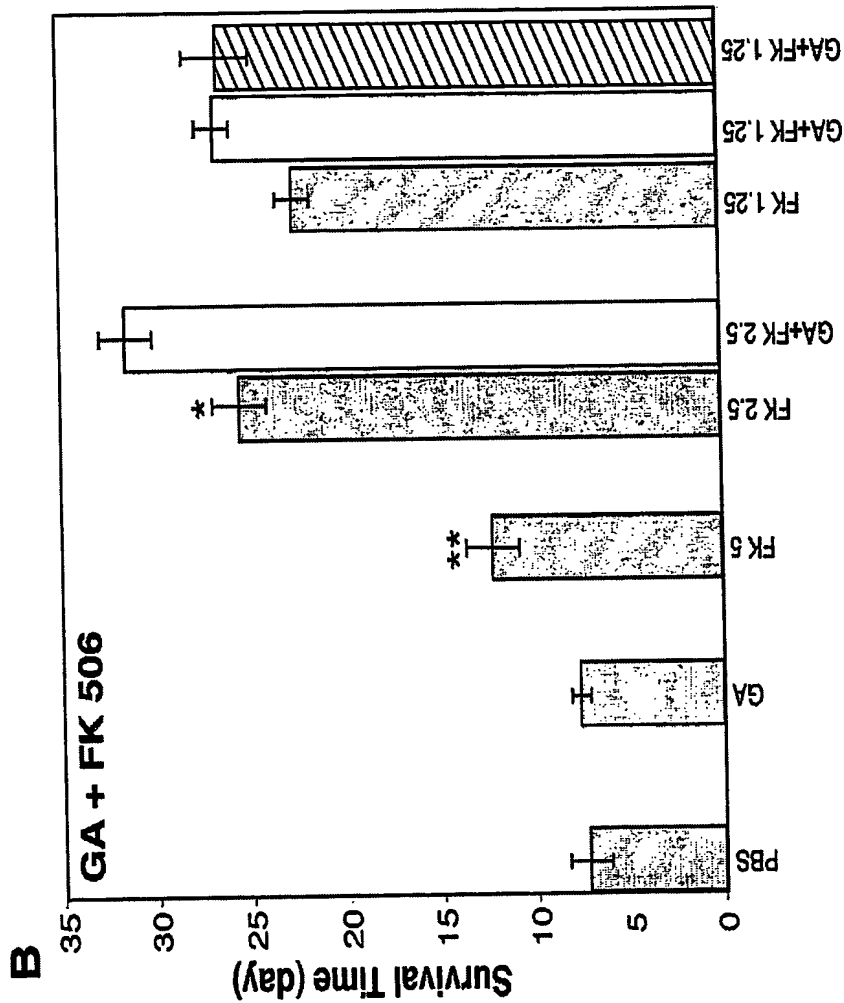 B
GA + FK 506
Survival Time (day)
35
30
25
20
15
10
5
0
PBS
GA
FK 5
FK 2.5
GA+FK 2.5
FK 1.25
GA+FK 1.25
GA+FK 1.25
**
*